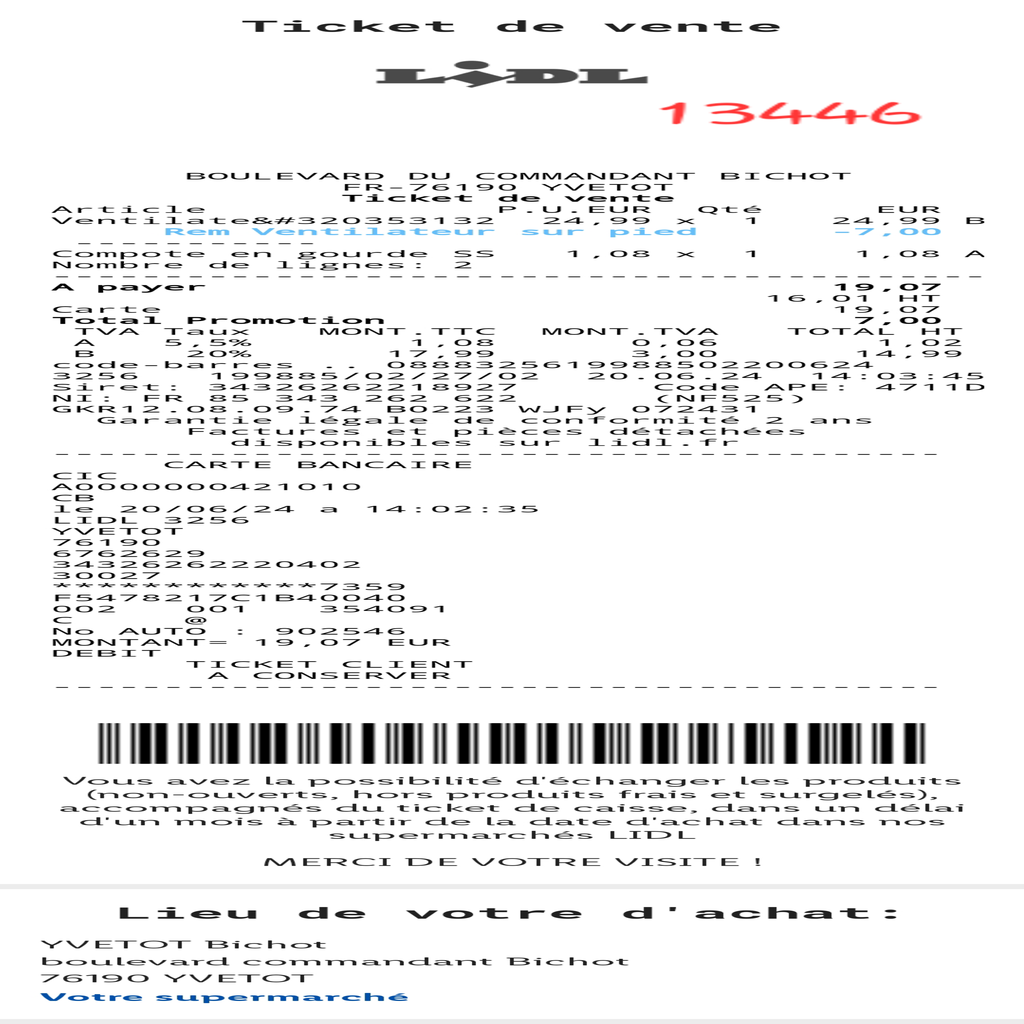 Ticket de vente
LIDL
13446
BOULEVARD DU COMMANDANT BICHOT
FR-76190 YVETOT
Ticket de vente
Article P.U.EUR Qté EUR
Ventilate&#320353132 24,99 x 1 24,99 B
Rem Ventilateur sur pied -7,00
-----------
Compote en gourde SS 1,08 x 1 1,08 A
Nombre de lignes: 2
------------------------------------------
A payer 19,07
16,01 HT
Carte 19,07
Total Promotion 7,00
TVA Taux MONT.TTC MONT.TVA TOTAL HT
A 5,5% 1,08 0,06 1,02
B 20% 17,99 3,00 14,99
code-barres ., 0888325619988502200624
3256 199885/02/27/02 20.06.24 14:03:45
Siret: 34326262218927 Code APE: 4711D
NI: FR 85 343 262 622 (NF525)
GKR12.08.09.74 B0223 WJFy 072431
Garantie légale de conformité 2 ans
Factures et pièces détachées
disponibles sur lidl.fr
----------------------------------------
CARTE BANCAIRE
CIC
A0000000421010
CB
le 20/06/24 a 14:02:35
LIDL 3256
YVETOT
76190
6762629
34326262220402
30027
************7359
F5478217C1B40040
002 001 354091
C @
No AUTO : 902546
MONTANT= 19,07 EUR
DEBIT
TICKET CLIENT
A CONSERVER
----------------------------------------
Vous avez la possibilité d'échanger les produits
(non-ouverts, hors produits frais et surgelés),
accompagnés du ticket de caisse, dans un délai
d'un mois à partir de la date d'achat dans nos
supermarchés LIDL
MERCI DE VOTRE VISITE !
Lieu de votre d'achat:
YVETOT Bichot
boulevard commandant Bichot
76190 YVETOT
Votre supermarché